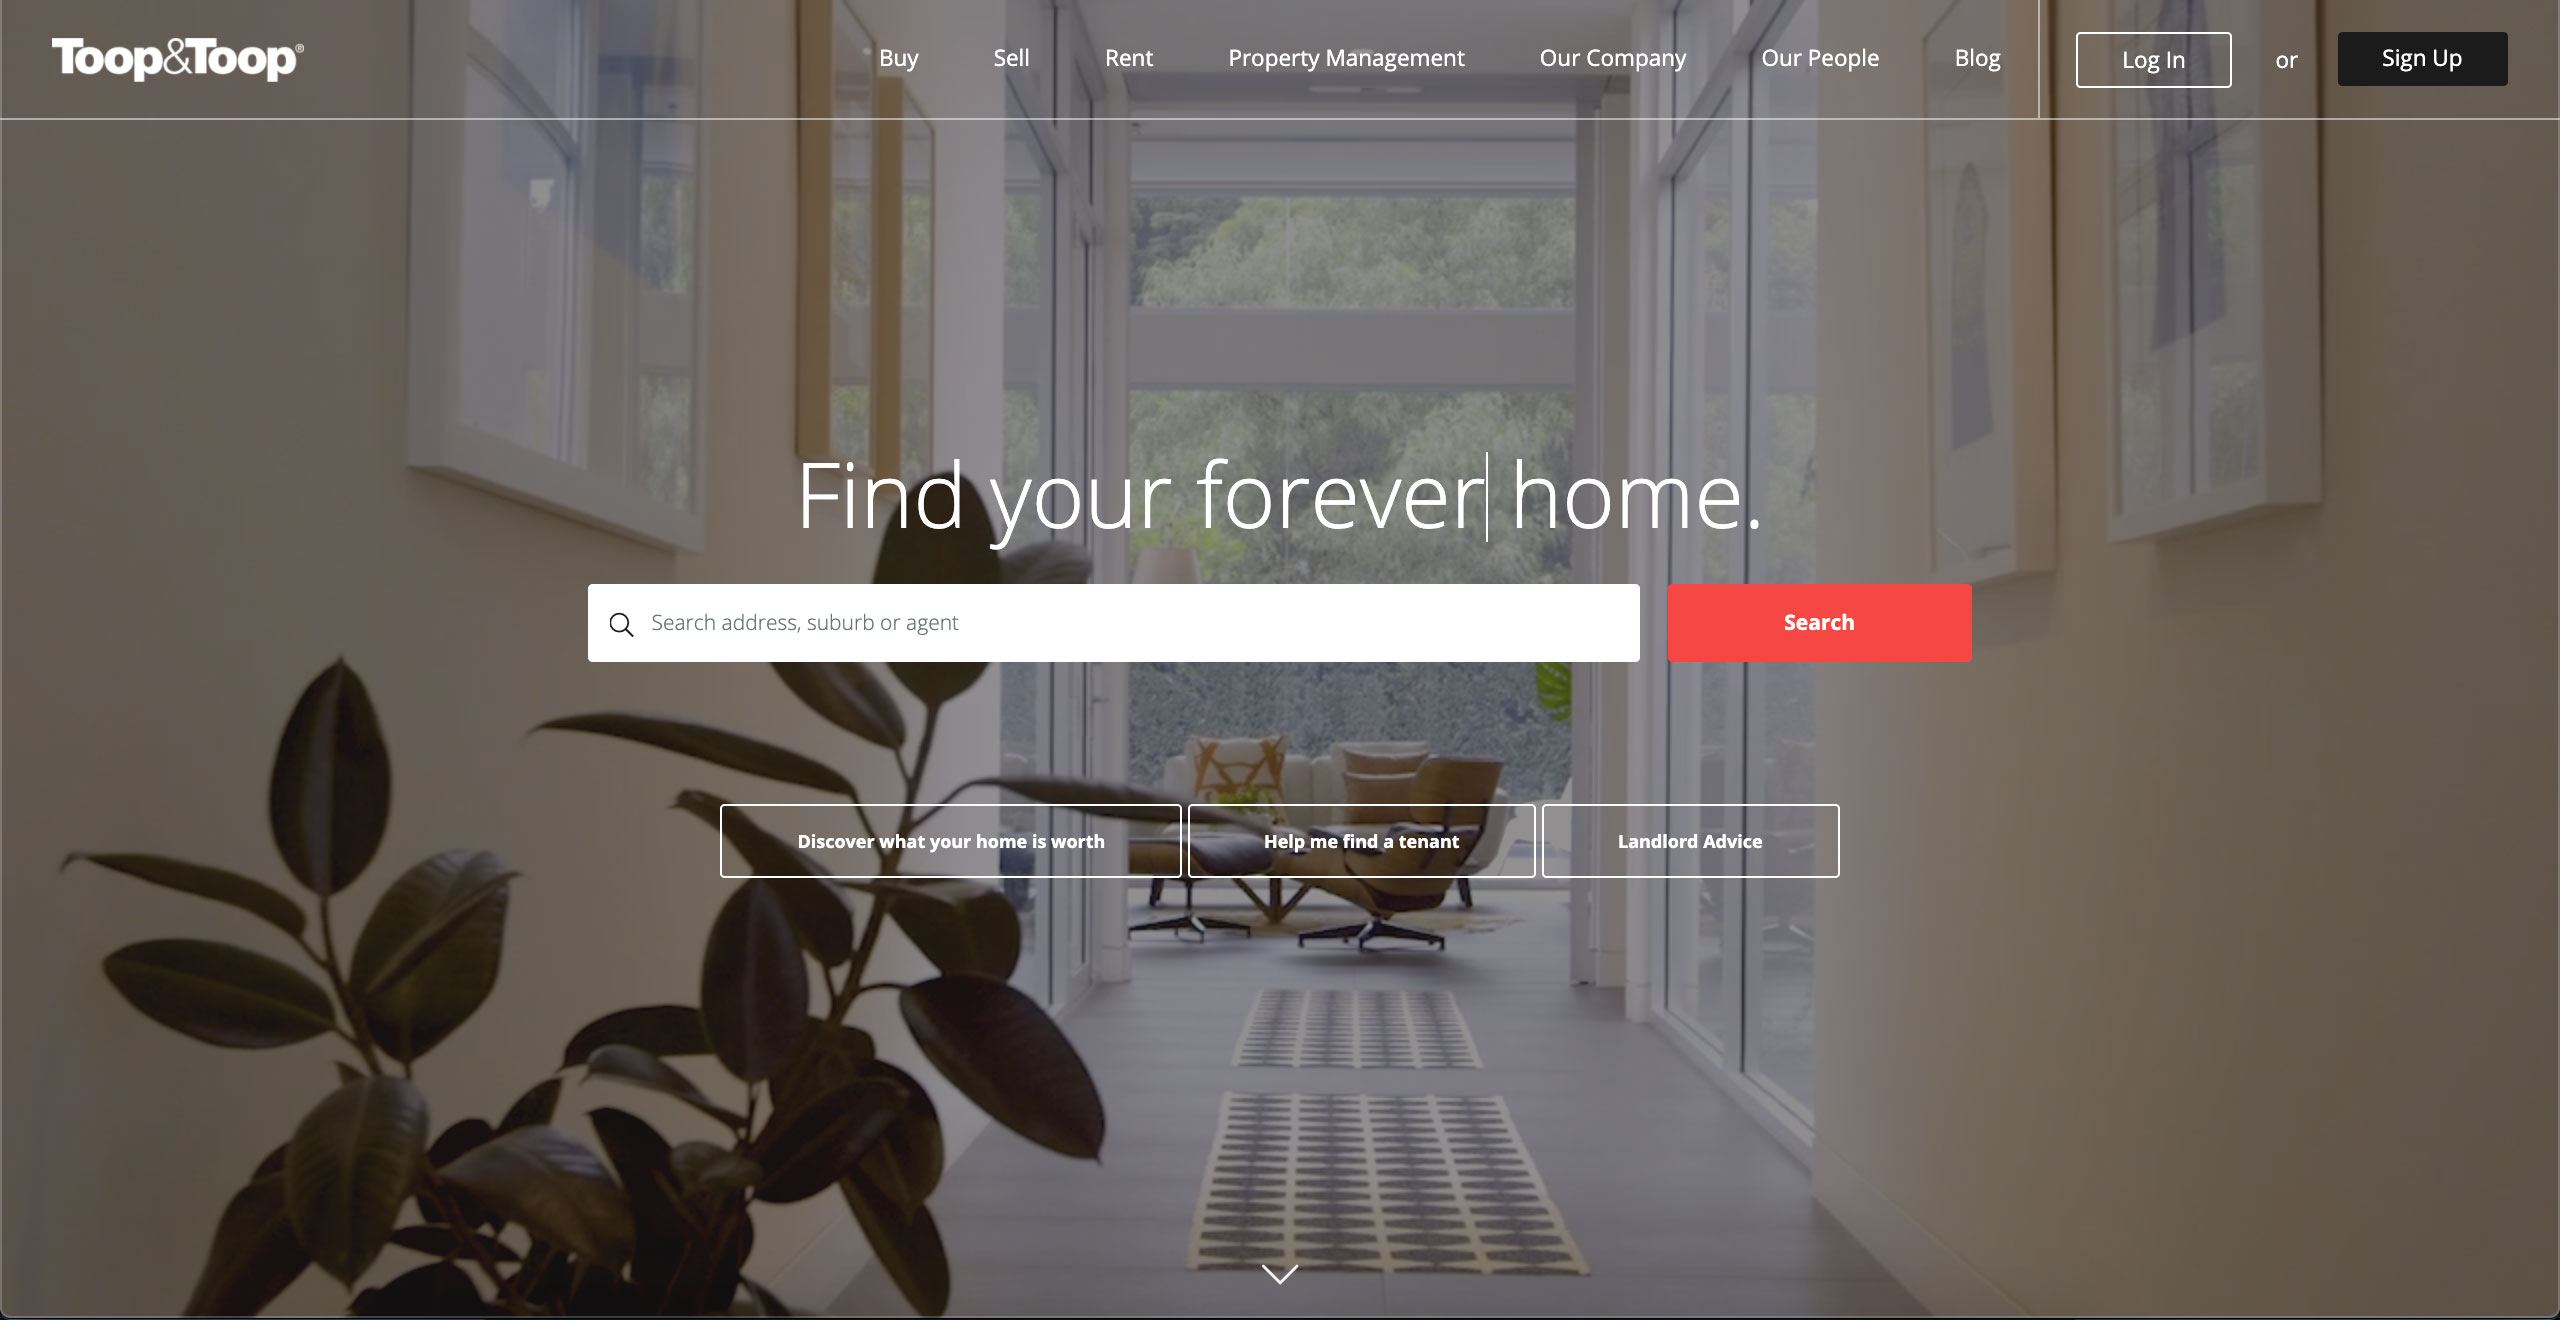 Toop&Toop®
Buy Sell Rent Property Management Our Company Our People Blog Log In or Sign Up
Find your forever home.
Search address, suburb or agent Search
Discover what your home is worth Help me find a tenant Landlord Advice